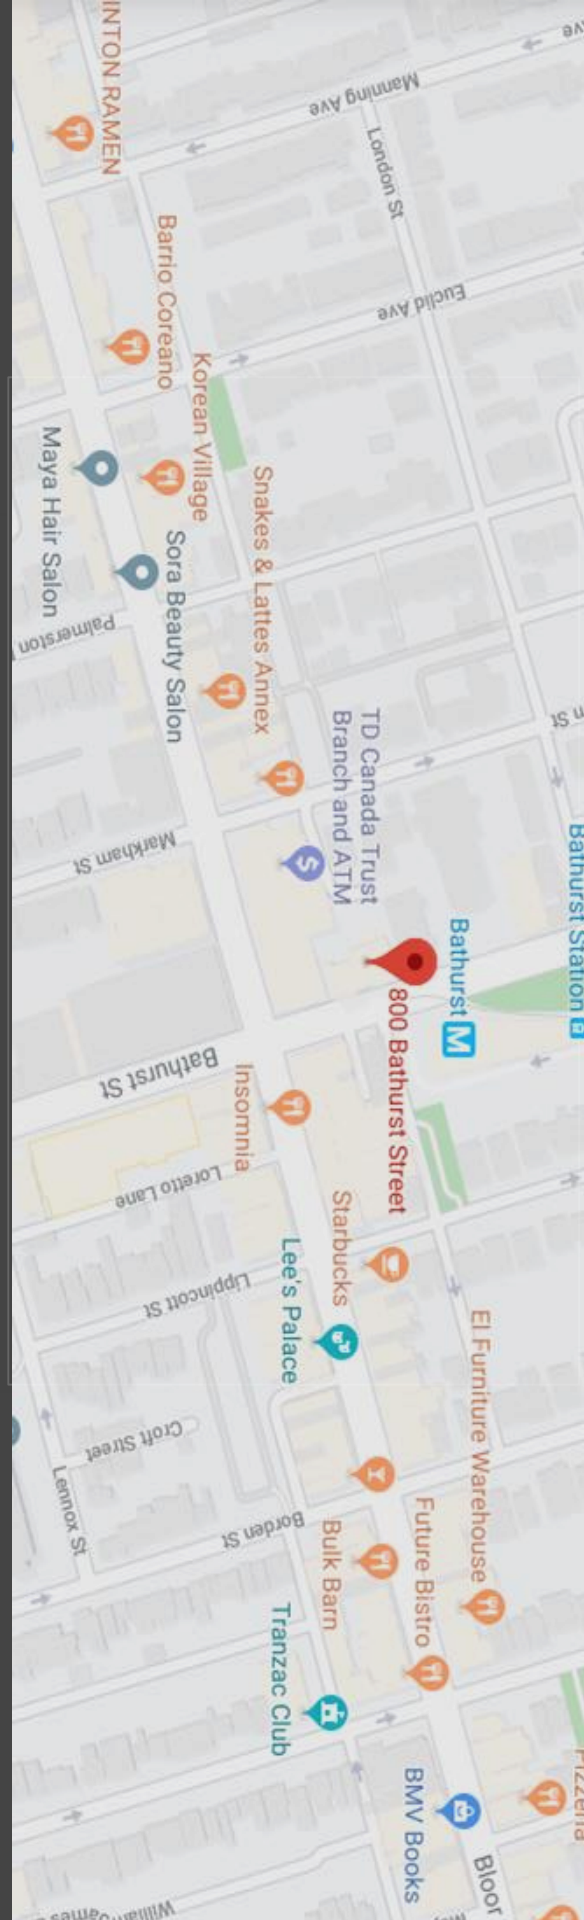 INTON RAMEN
Manning Ave
London St
Barrio Coreano
Euclid Ave
Korean Village
Maya Hair Salon
Snakes & Lattes Annex
Sora Beauty Salon
Palmerston
TD Canada Trust
Branch and ATM
Markham St
Bathurst Station
Bathurst
M
800 Bathurst Street
Bathurst St
Insomnia
Loretto Lane
Starbucks
Lippincott St
Lee's Palace
El Furniture Warehouse
Croft Street
Lennox St
Future Bistro
Borden St
Bulk Barn
Tranzac Club
BMV Books
Bloor